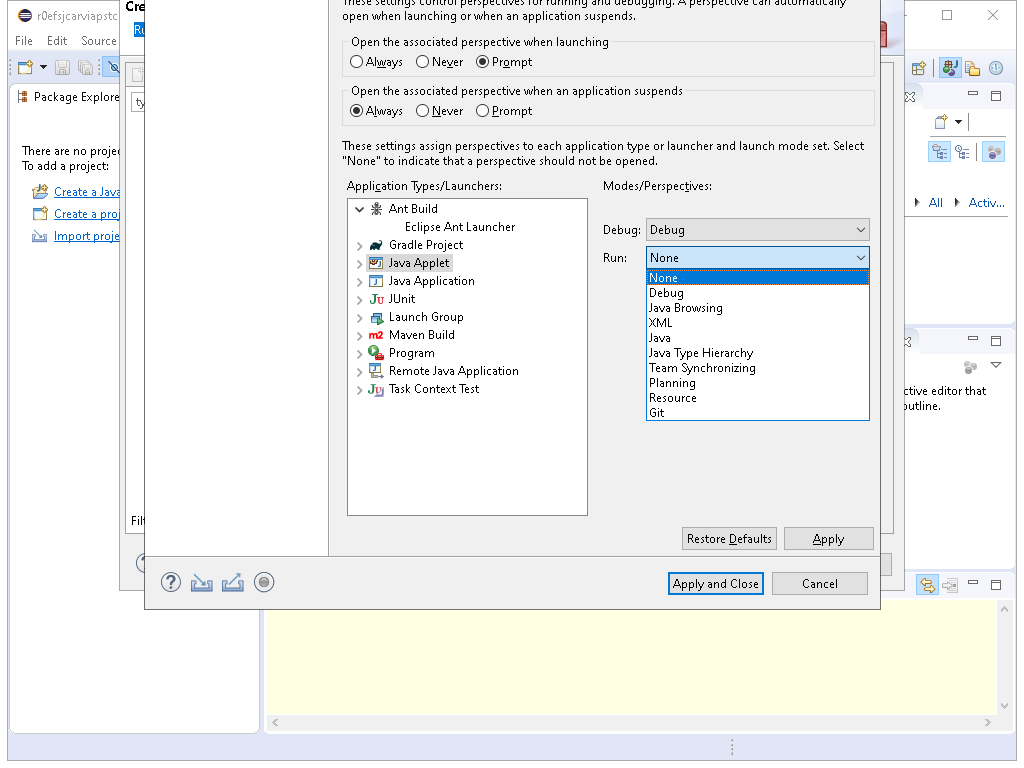 r0efsjcarviapstc
Cre
These settings control perspectives for running and debugging. A perspective can automatically
open when launching or when an application suspends.
File Edit Source
Ru
Open the associated perspective when launching
Always Never Prompt
Package Explore
ty
Open the associated perspective when an application suspends
Always Never Prompt
There are no projec
To add a project:
Create a Java
Create a proj
Import proje
These settings assign perspectives to each application type or launcher and launch mode set. Select
"None" to indicate that a perspective should not be opened.
Application Types/Launchers:
Modes/Perspectives:
Ant Build
Eclipse Ant Launcher
Gradle Project
Java Applet
Java Application
JUnit
Launch Group
Maven Build
Program
Remote Java Application
Task Context Test
Debug: Debug
Run: None
None
Debug
Java Browsing
XML
Java
Java Type Hierarchy
Team Synchronizing
Planning
Resource
Git
All Activ...
ctive editor that
outline.
Filt
Restore Defaults Apply
Apply and Close Cancel